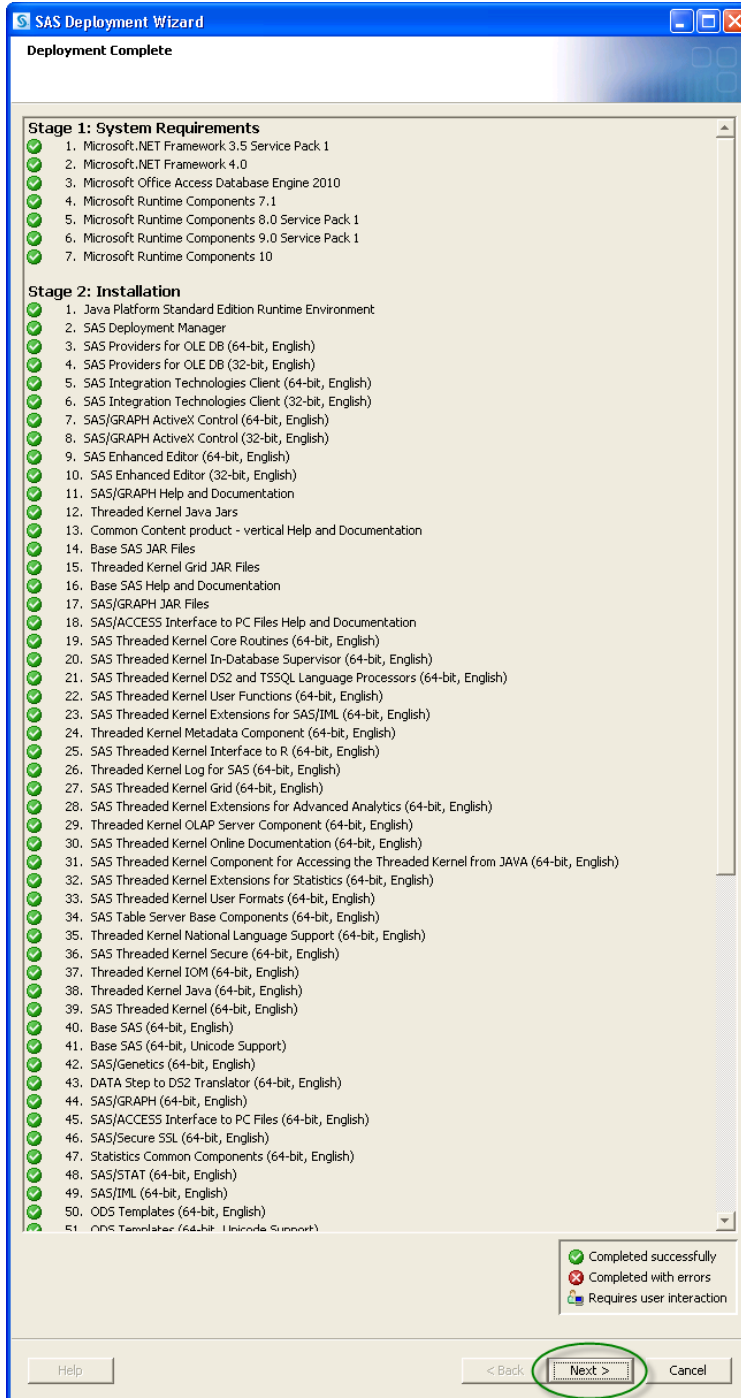 SAS Deployment Wizard
Deployment Complete
Stage 1: System Requirements
1. Microsoft.NET Framework 3.5 Service Pack 1
2. Microsoft.NET Framework 4.0
3. Microsoft Office Access Database Engine 2010
4. Microsoft Runtime Components 7.1
5. Microsoft Runtime Components 8.0 Service Pack 1
6. Microsoft Runtime Components 9.0 Service Pack 1
7. Microsoft Runtime Components 10
Stage 2: Installation
1. Java Platform Standard Edition Runtime Environment
2. SAS Deployment Manager
3. SAS Providers for OLE DB (64-bit, English)
4. SAS Providers for OLE DB (32-bit, English)
5. SAS Integration Technologies Client (64-bit, English)
6. SAS Integration Technologies Client (32-bit, English)
7. SAS/GRAPH ActiveX Control (64-bit, English)
8. SAS/GRAPH ActiveX Control (32-bit, English)
9. SAS Enhanced Editor (64-bit, English)
10. SAS Enhanced Editor (32-bit, English)
11. SAS/GRAPH Help and Documentation
12. Threaded Kernel Java Jars
13. Common Content product - vertical Help and Documentation
14. Base SAS JAR Files
15. Threaded Kernel Grid JAR Files
16. Base SAS Help and Documentation
17. SAS/GRAPH JAR Files
18. SAS/ACCESS Interface to PC Files Help and Documentation
19. SAS Threaded Kernel Core Routines (64-bit, English)
20. SAS Threaded Kernel In-Database Supervisor (64-bit, English)
21. SAS Threaded Kernel DS2 and TSSQL Language Processors (64-bit, English)
22. SAS Threaded Kernel User Functions (64-bit, English)
23. SAS Threaded Kernel Extensions for SAS/IML (64-bit, English)
24. Threaded Kernel Metadata Component (64-bit, English)
25. SAS Threaded Kernel Interface to R (64-bit, English)
26. Threaded Kernel Log for SAS (64-bit, English)
27. SAS Threaded Kernel Grid (64-bit, English)
28. SAS Threaded Kernel Extensions for Advanced Analytics (64-bit, English)
29. Threaded Kernel OLAP Server Component (64-bit, English)
30. SAS Threaded Kernel Online Documentation (64-bit, English)
31. SAS Threaded Kernel Component for Accessing the Threaded Kernel from JAVA (64-bit, English)
32. SAS Threaded Kernel Extensions for Statistics (64-bit, English)
33. SAS Threaded Kernel User Formats (64-bit, English)
34. SAS Table Server Base Components (64-bit, English)
35. Threaded Kernel National Language Support (64-bit, English)
36. SAS Threaded Kernel Secure (64-bit, English)
37. Threaded Kernel IOM (64-bit, English)
38. Threaded Kernel Java (64-bit, English)
39. SAS Threaded Kernel (64-bit, English)
40. Base SAS (64-bit, English)
41. Base SAS (64-bit, Unicode Support)
42. SAS/Genetics (64-bit, English)
43. DATA Step to DS2 Translator (64-bit, English)
44. SAS/GRAPH (64-bit, English)
45. SAS/ACCESS Interface to PC Files (64-bit, English)
46. SAS/Secure SSL (64-bit, English)
47. Statistics Common Components (64-bit, English)
48. SAS/STAT (64-bit, English)
49. SAS/IML (64-bit, English)
50. ODS Templates (64-bit, English)
51. ODS Templates (64-bit, Unicode Support)
Completed successfully
Completed with errors
Requires user interaction
Help
< Back
Next >
Cancel